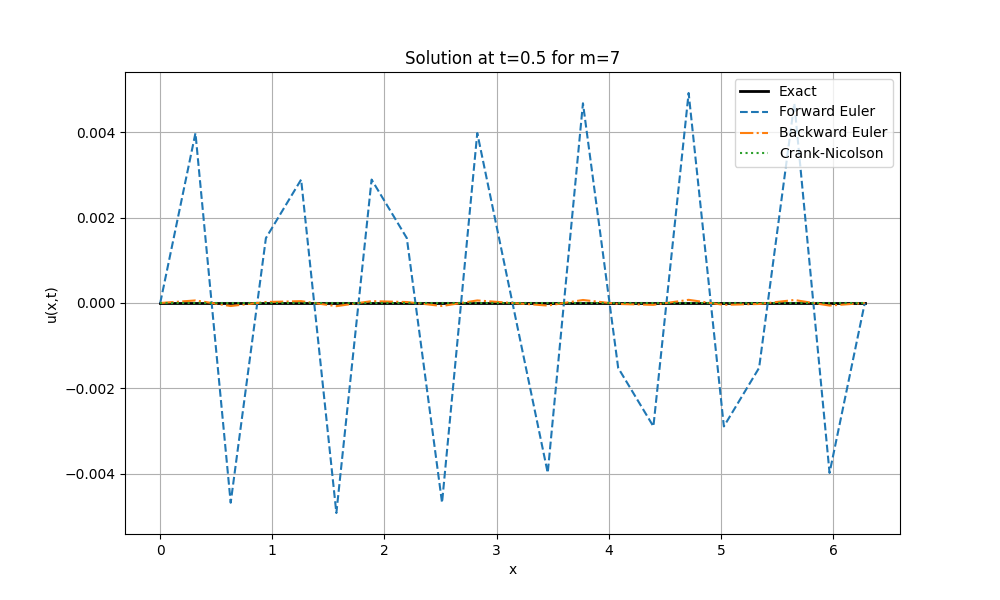 Solution at t=0.5 for m=7
Exact
Forward Euler
Backward Euler
Crank-Nicolson
u(x,t)
0.004
0.002
0.000
−0.002
−0.004
0 1 2 3 4 5 6
x